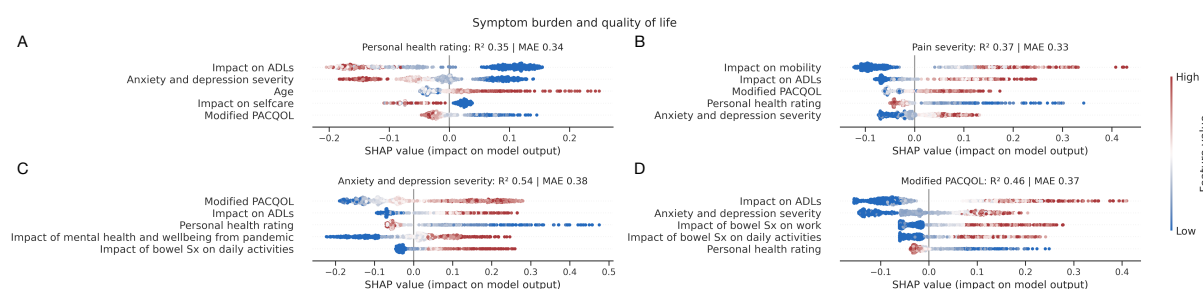 Symptom burden and quality of life
A
Personal health rating: R² 0.35 | MAE 0.34
Impact on ADLs
Anxiety and depression severity
Age
Impact on selfcare
Modified PACQOL
−0.2 −0.1 0.0 0.1 0.2
SHAP value (impact on model output)
B
Pain severity: R² 0.37 | MAE 0.33
Impact on mobility
Impact on ADLs
Modified PACQOL
Personal health rating
Anxiety and depression severity
−0.1 0.0 0.1 0.2 0.3 0.4
SHAP value (impact on model output)
C
Anxiety and depression severity: R² 0.54 | MAE 0.38
Modified PACQOL
Impact on ADLs
Personal health rating
Impact of mental health and wellbeing from pandemic
Impact of bowel Sx on daily activities
−0.2 −0.1 0.0 0.1 0.2 0.3 0.4 0.5
SHAP value (impact on model output)
D
Modified PACQOL: R² 0.46 | MAE 0.37
Impact on ADLs
Anxiety and depression severity
Impact of bowel Sx on work
Impact of bowel Sx on daily activities
Personal health rating
−0.1 0.0 0.1 0.2 0.3 0.4
SHAP value (impact on model output)
High
Low